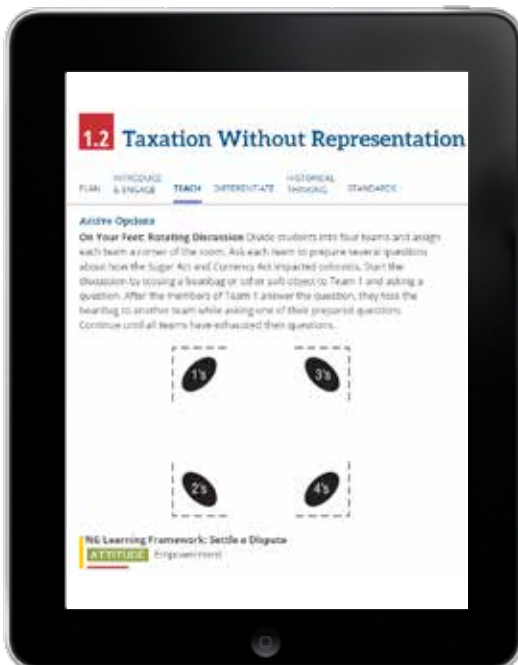 1.2 Taxation Without Representation
PLAN
INTRODUCE
& ENGAGE
TEACH
DIFFERENTIATE
HISTORICAL
THINKING
STANDARDS
Active Options
On Your Feet: Rotating Discussion Divide students into four teams and assign
each team a corner of the room. Ask each team to prepare several questions
about how the Sugar Act and Currency Act impacted colonists. Start the
discussion by tossing a beanbag or other soft object to Team 1 and asking a
question. After the members of Team 1 answer the question, they toss the
beanbag to another team while asking one of their prepared questions.
Continue until all teams have exhausted their questions.
1's
3's
2's
4's
NG Learning Framework: Settle a Dispute
ATTITUDE Empowerment